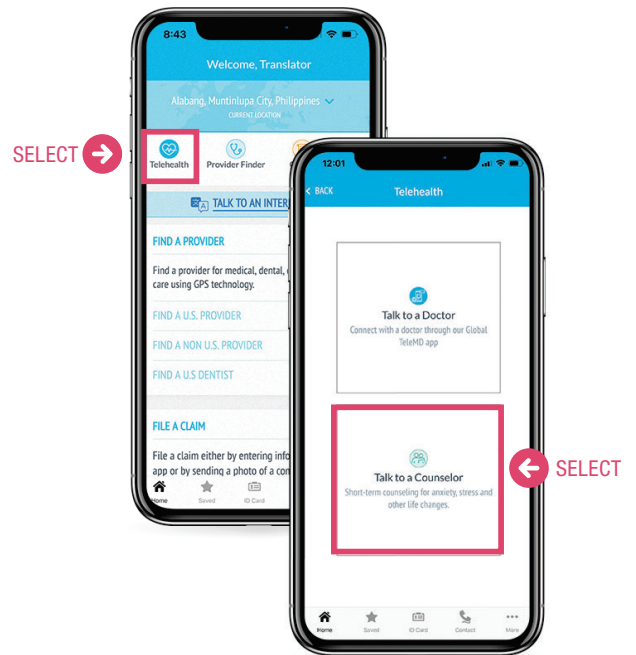 8:43
Welcome, Translator
Alabang, Muntinlupa City, Philippines
CURRENT LOCATION
SELECT
Telehealth
Provider Finder
TALK TO AN INTER
FIND A PROVIDER
Find a provider for medical, dental,
care using GPS technology.
FIND A U.S. PROVIDER
FIND A NON U.S. PROVIDER
FIND A U.S DENTIST
FILE A CLAIM
File a claim either by entering info
app or by sending a photo of a con
Home
Saved
ID Card
12:01
< BACK
Telehealth
Talk to a Doctor
Connect with a doctor through our Global
TeleMD app
Talk to a Counselor
Short-term counseling for anxiety, stress and
other life changes.
SELECT
Home
Saved
ID Card
Contact
More